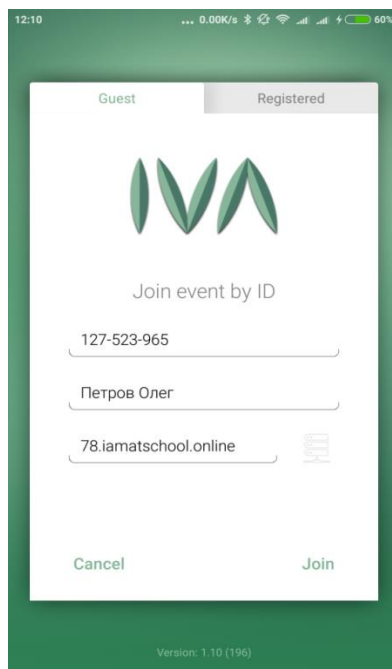 12:10 ... 0.00K/s 60%
Guest Registered
IVA
Join event by ID
127-523-965
Петров Олег
78.iamatschool.online
Cancel Join
Version: 1.10 (196)